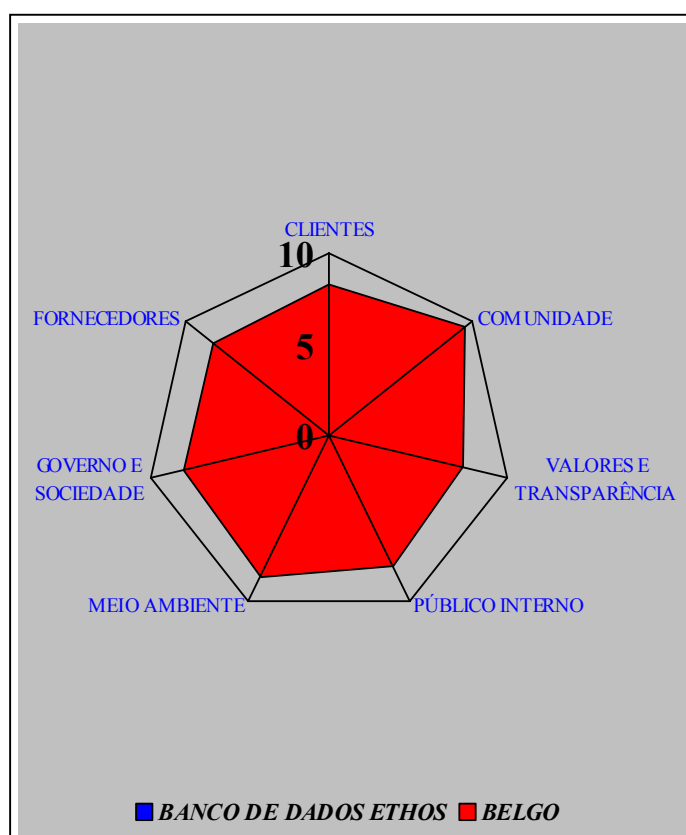 CLIENTES
10
FORNECEDORES
COMUNIDADE
5
0
GOVERNO E
SOCIEDADE
VALORES E
TRANSPARÊNCIA
MEIO AMBIENTE
PÚBLICO INTERNO
BANCO DE DADOS ETHOS BELGO